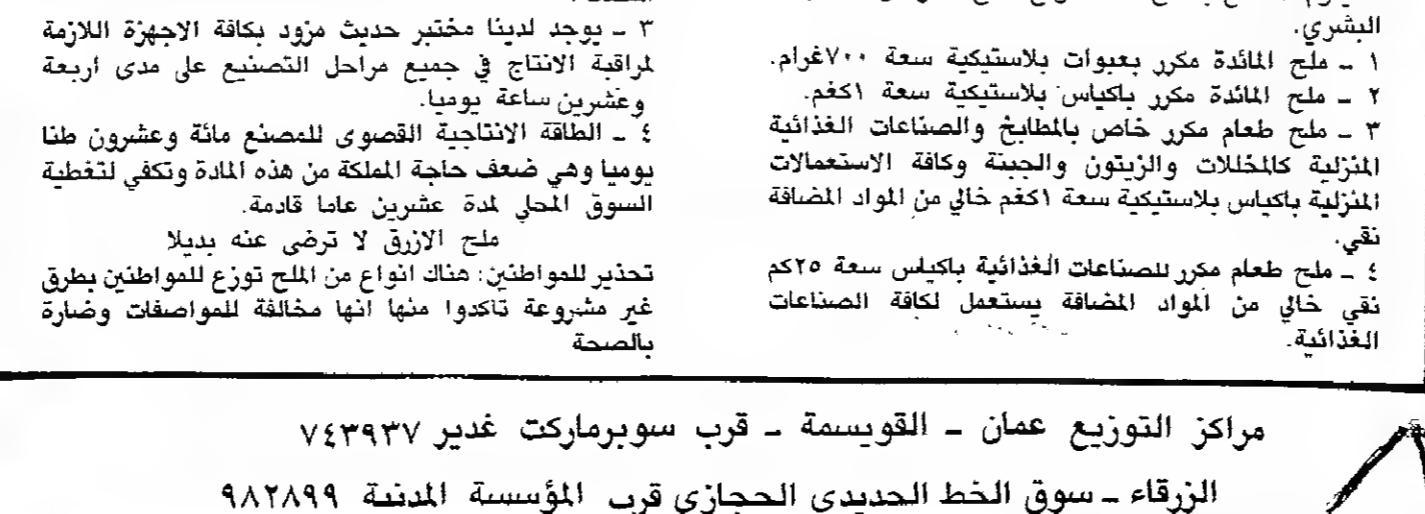 البشري.
١ - ملح المائدة مكرر بعبوات بلاستيكية سعة ٧٠٠غرام.
٢ - ملح المائدة مكرر باكياس بلاستيكية سعة ١كغم.
٣ - ملح طعام مكرر خاص بالمطابخ والصناعات الغذائية
المنزلية كالمخللات والزيتون والجبنة وكافة الاستعمالات
المنزلية باكياس بلاستيكية سعة ١كغم خالي من المواد المضافة
نقي.
٤ - ملح طعام مكرر للصناعات الغذائية باكياس سعة ٢٥كم
نقي خالي من المواد المضافة يستعمل لكافة الصناعات
الغذائية.
٣ - يوجد لدينا مختبر حديث مزود بكافة الاجهزة اللازمة
لمراقبة الانتاج في جميع مراحل التصنيع على مدى اربعة
وعشرين ساعة يوميا.
٤ - الطاقة الانتاجية القصوى للمصنع مائة وعشرون طنا
يوميا وهي ضعف حاجة المملكة من هذه المادة وتكفي لتغطية
السوق المحلي لمدة عشرين عاما قادمة.
ملح الازرق لا ترضى عنه بديلا
تحذير للمواطنين: هناك انواع من الملح توزع للمواطنين بطرق
غير مشروعة تاكدوا منها انها مخالفة للمواصفات وضارة
بالصحة
مراكز التوزيع عمان - القويسمة - قرب سوبرماركت غدير ٧٤٣٩٣٧
الزرقاء - سوق الخط الحديدي الحجازي قرب المؤسسة المدنية ٩٨٢٨٩٩